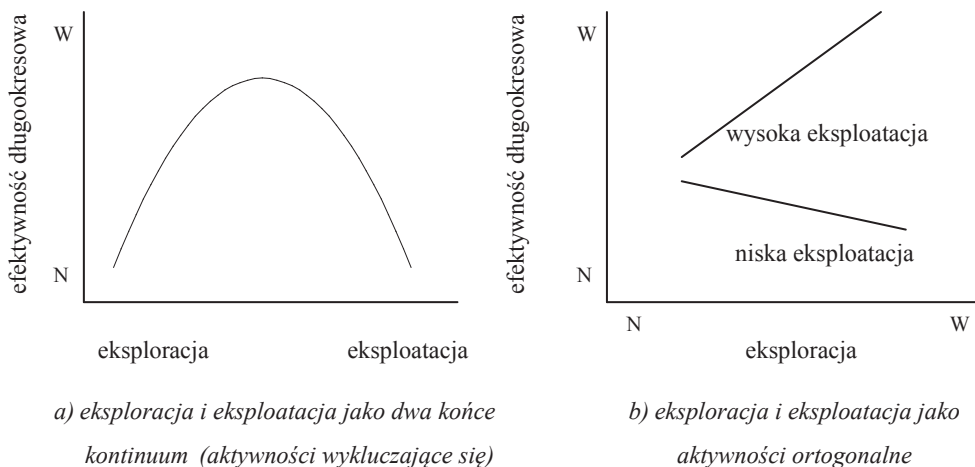 efektywność długookresowa
W
N
eksploracja
eksploatacja
a) eksploracja i eksploatacja jako dwa końce
kontinuum (aktywności wykluczające się)
efektywność długookresowa
W
N
wysoka eksploatacja
niska eksploatacja
N
W
eksploracja
b) eksploracja i eksploatacja jako
aktywności ortogonalne